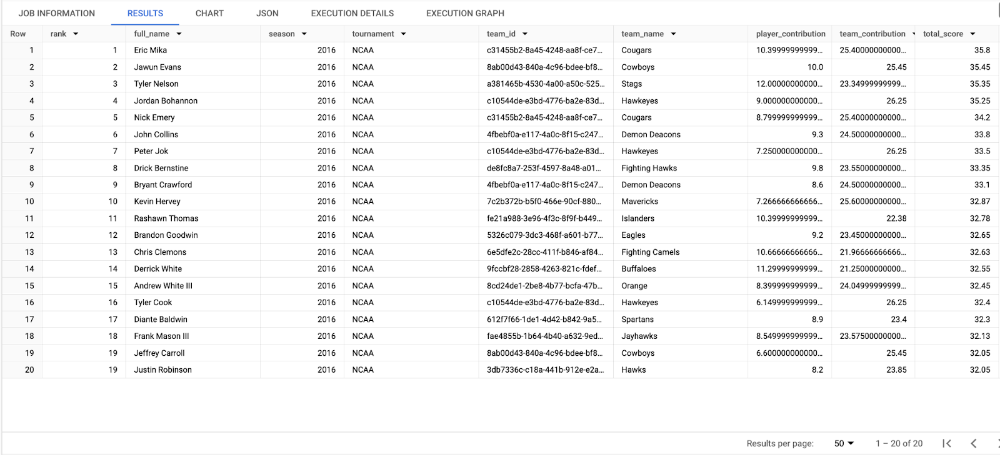 JOB INFORMATION RESULTS CHART JSON EXECUTION DETAILS EXECUTION GRAPH
Row rank full_name season tournament team_id team_name player_contribution team_contribution total_score
1 1 Eric Mika 2016 NCAA c31455b2-8a45-4248-aa8f-ce7... Cougars 10.39999999999... 25.40000000000... 35.8
2 2 Jawun Evans 2016 NCAA 8ab00d43-840a-4c96-bdee-bf8... Cowboys 10.0 25.45 35.45
3 3 Tyler Nelson 2016 NCAA a381465b-4530-4a00-a50c-525... Stags 12.00000000000... 23.34999999999... 35.35
4 4 Jordan Bohannon 2016 NCAA c10544de-e3bd-4776-ba2e-83d... Hawkeyes 9.000000000000... 26.25 35.25
5 5 Nick Emery 2016 NCAA c31455b2-8a45-4248-aa8f-ce7... Cougars 8.799999999999... 25.40000000000... 34.2
6 6 John Collins 2016 NCAA 4fbebf0a-e117-4a0c-8f15-c247... Demon Deacons 9.3 24.50000000000... 33.8
7 7 Peter Jok 2016 NCAA c10544de-e3bd-4776-ba2e-83d... Hawkeyes 7.250000000000... 26.25 33.5
8 8 Drick Bernstine 2016 NCAA de8fc8a7-253f-4597-8a48-a01... Fighting Hawks 9.8 23.55000000000... 33.35
9 9 Bryant Crawford 2016 NCAA 4fbebf0a-e117-4a0c-8f15-c247... Demon Deacons 8.6 24.50000000000... 33.1
10 10 Kevin Hervey 2016 NCAA 7c2b372b-b5f0-466e-90cf-880... Mavericks 7.266666666666... 25.60000000000... 32.87
11 11 Rashawn Thomas 2016 NCAA fe21a988-3e96-4f3c-8f9f-b449... Islanders 10.39999999999... 22.38 32.78
12 12 Brandon Goodwin 2016 NCAA 5326c079-3dc3-468f-a601-b77... Eagles 9.2 23.45000000000... 32.65
13 13 Chris Clemons 2016 NCAA 6e5dfe2c-28cc-411f-b846-af84... Fighting Camels 10.66666666666... 21.96666666666... 32.63
14 14 Derrick White 2016 NCAA 9fccbf28-2858-4263-821c-fdef... Buffaloes 11.29999999999... 21.25000000000... 32.55
15 15 Andrew White III 2016 NCAA 8cd24de1-2be8-4b77-bcfa-47b... Orange 8.399999999999... 24.04999999999... 32.45
16 16 Tyler Cook 2016 NCAA c10544de-e3bd-4776-ba2e-83d... Hawkeyes 6.149999999999... 26.25 32.4
17 17 Diante Baldwin 2016 NCAA 612f7f66-1de1-4d42-b842-9a5... Spartans 8.9 23.4 32.3
18 18 Frank Mason III 2016 NCAA fae4855b-1b64-4b40-a632-9ed... Jayhawks 8.549999999999... 23.57500000000... 32.13
19 19 Jeffrey Carroll 2016 NCAA 8ab00d43-840a-4c96-bdee-bf8... Cowboys 6.600000000000... 25.45 32.05
20 19 Justin Robinson 2016 NCAA 3db7336c-c18a-441b-912e-e2a... Hawks 8.2 23.85 32.05
Results per page: 50 1 – 20 of 20